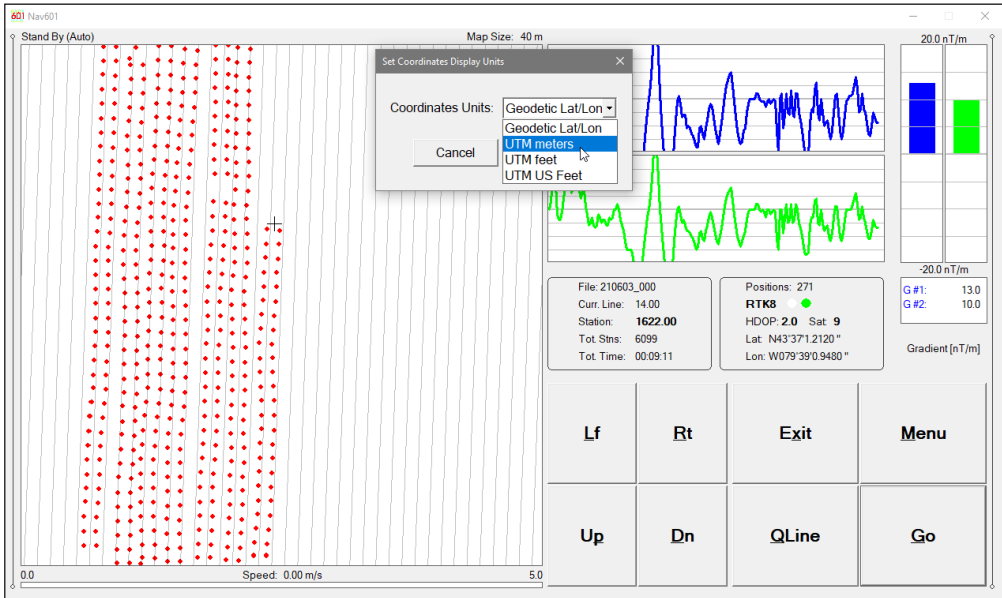 601 Nav601
Stand By (Auto) Map Size: 40 m
Set Coordinates Display Units
Coordinates Units: Geodetic Lat/Lon
Geodetic Lat/Lon
UTM meters
UTM feet
UTM US Feet
Cancel
20.0 nT/m
-20.0 nT/m
File: 210603_000
Curr. Line: 14.00
Station: 1622.00
Tot. Stns: 6099
Tot. Time: 00:09:11
Positions: 271
RTK8
HDOP: 2.0 Sat: 9
Lat: N43°37'1.2120 "
Lon: W079°39'0.9480 "
G #1: 13.0
G #2: 10.0
Gradient [nT/m]
Lf Rt Exit Menu
Up Dn QLine Go
0.0 Speed: 0.00 m/s 5.0